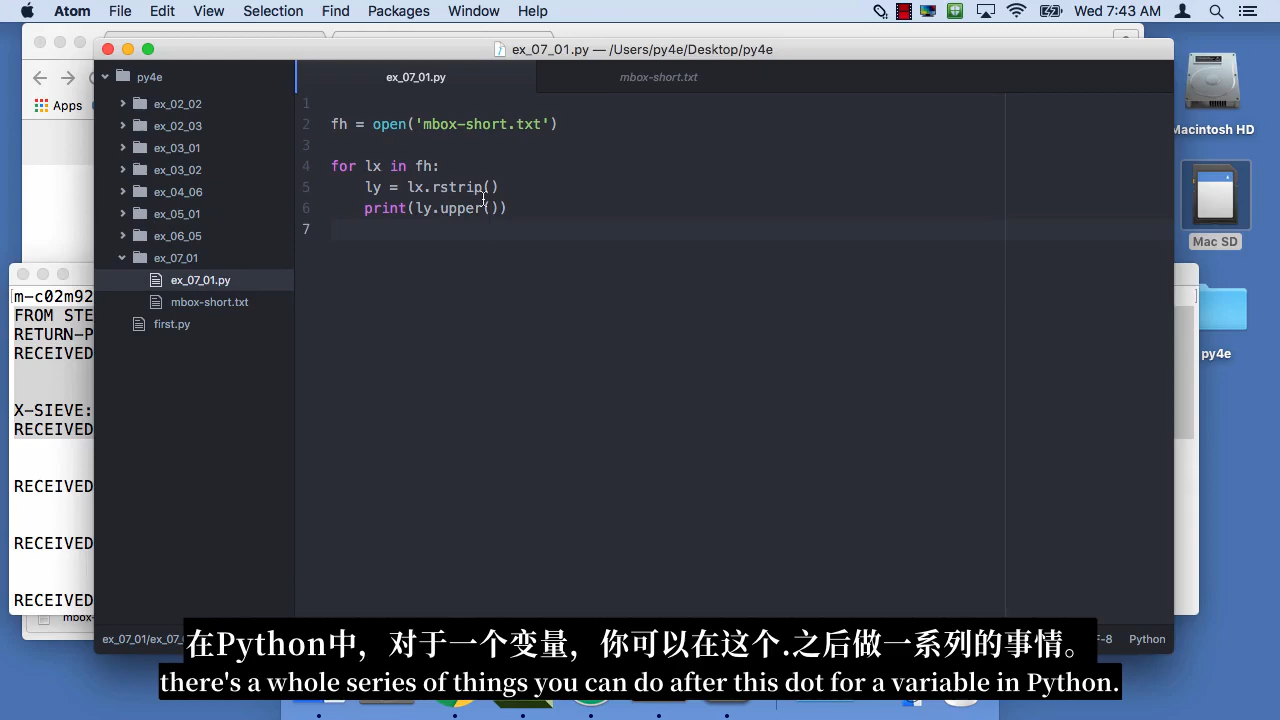 Atom File Edit View Selection Find Packages Window Help Wed 7:43 AM
ex_07_01.py — /Users/py4e/Desktop/py4e
Apps
py4e
ex_02_02
ex_02_03
ex_03_01
ex_03_02
ex_04_06
ex_05_01
ex_06_05
ex_07_01
ex_07_01.py
mbox-short.txt
first.py
ex_07_01.py mbox-short.txt
1
2 fh = open('mbox-short.txt')
3
4 for lx in fh:
5 ly = lx.rstrip()
6 print(ly.upper())
7
Macintosh HD
Mac SD
py4e
[m-c02m92
FROM STE
RETURN-P
RECEIVED
X-SIEVE:
RECEIVED
RECEIVED
RECEIVED
RECEIVED
mbox-
ex_07_01/ex_0
F-8 Python
在Python中，对于一个变量，你可以在这个.之后做一系列的事情。
there's a whole series of things you can do after this dot for a variable in Python.